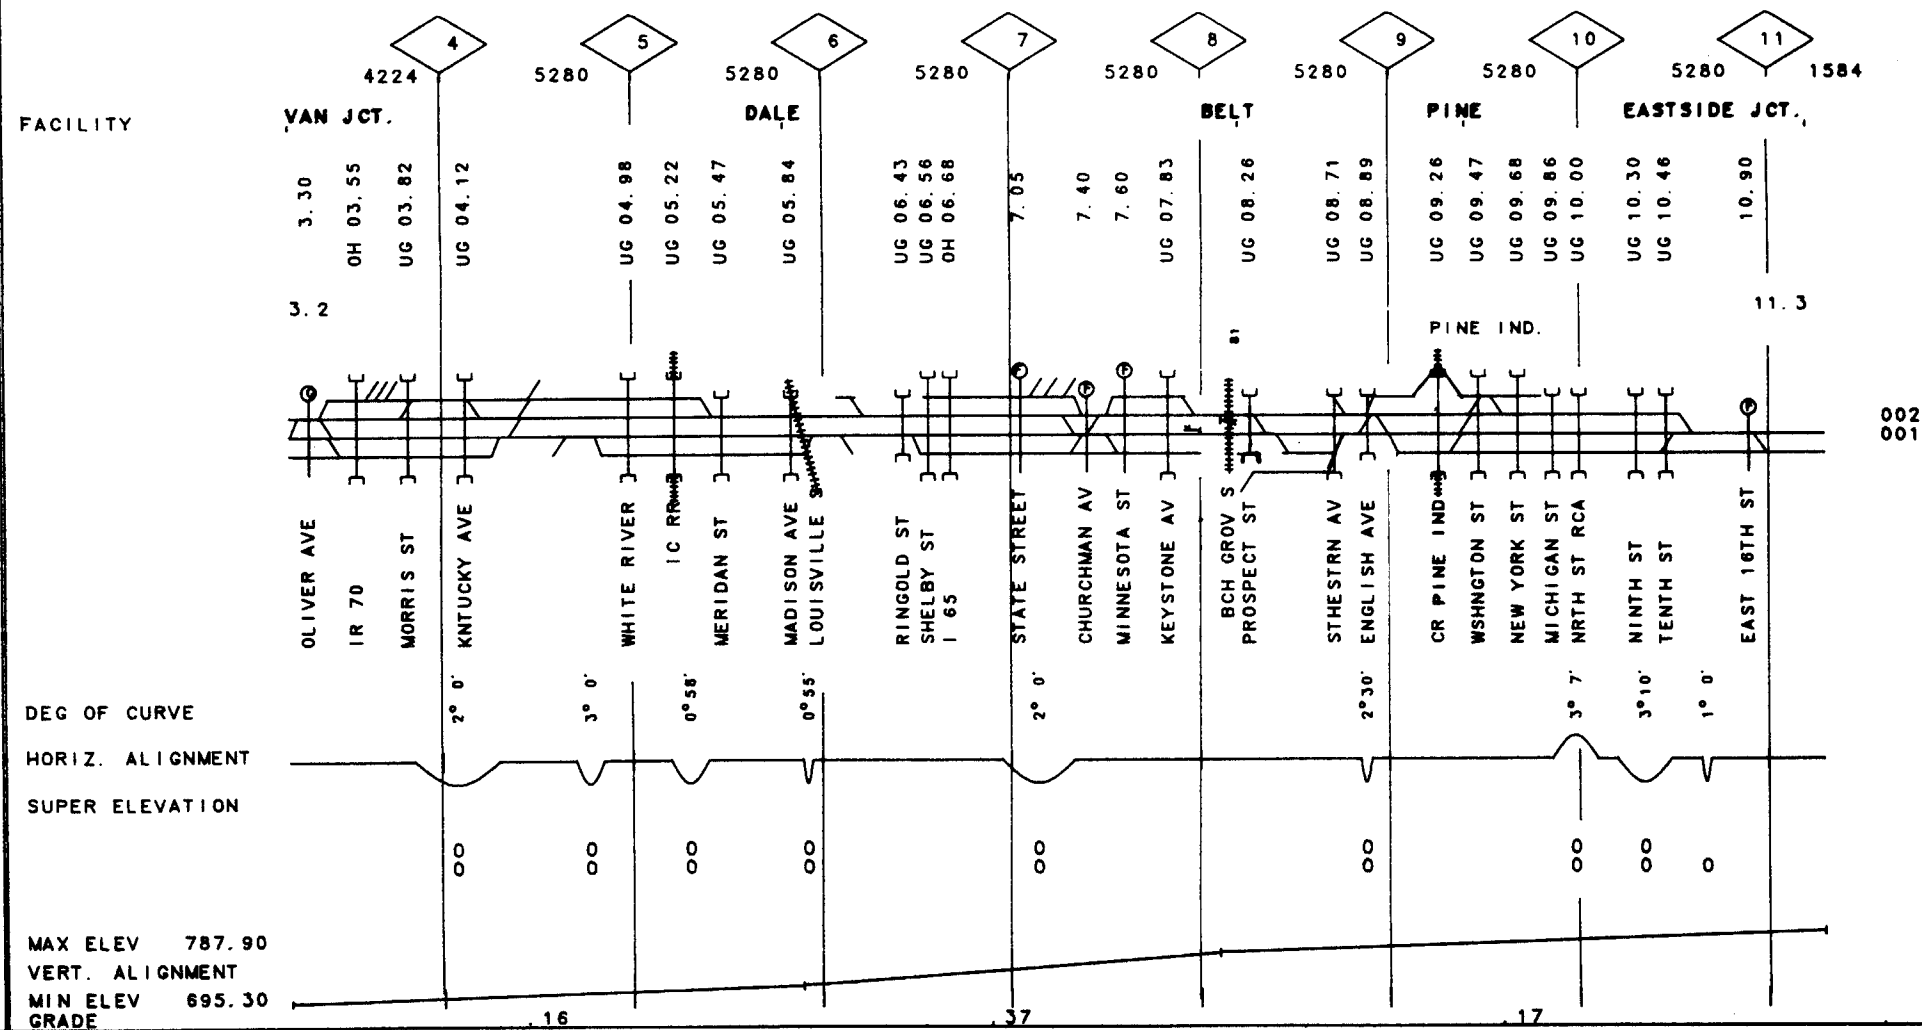 4 5 6 7 8 9 10 11
4224 5280 5280 5280 5280 5280 5280 5280 1584
FACILITY VAN JCT. DALE BELT PINE EASTSIDE JCT.
3.30
OH 03.55
UG 03.82
UG 04.12
UG 04.98
UG 05.22
UG 05.47
UG 05.84
UG 06.43
UG 06.56
OH 06.68
7.05
7.40
7.60
UG 07.83
UG 08.26
UG 08.71
UG 08.89
UG 09.26
UG 09.47
UG 09.68
UG 09.86
UG 10.00
UG 10.30
UG 10.46
10.90
3.2 11.3
PINE IND.
81
002
001
OLIVER AVE
IR 70
MORRIS ST
KNTUCKY AVE
WHITE RIVER
IC RR
MERIDAN ST
MADISON AVE
LOUISVILLE S
RINGOLD ST
SHELBY ST
I 65
STATE STREET
CHURCHMAN AV
MINNESOTA ST
KEYSTONE AV
BCH GROV S
PROSPECT ST
STHESTRN AV
ENGLISH AVE
CR PINE IND
WSHNGTON ST
NEW YORK ST
MICHIGAN ST
NRTH ST RCA
NINTH ST
TENTH ST
EAST 16TH ST
DEG OF CURVE 2° 0' 3° 0' 0°58' 0°55' 2° 0' 2°30' 3° 7' 3°10' 1° 0'
HORIZ. ALIGNMENT
SUPER ELEVATION
0 0 0 0 0 0 0 0
0 0 0 0 0 0 0 0 0
MAX ELEV 787.90
VERT. ALIGNMENT
MIN ELEV 695.30
GRADE .16 .37 .17